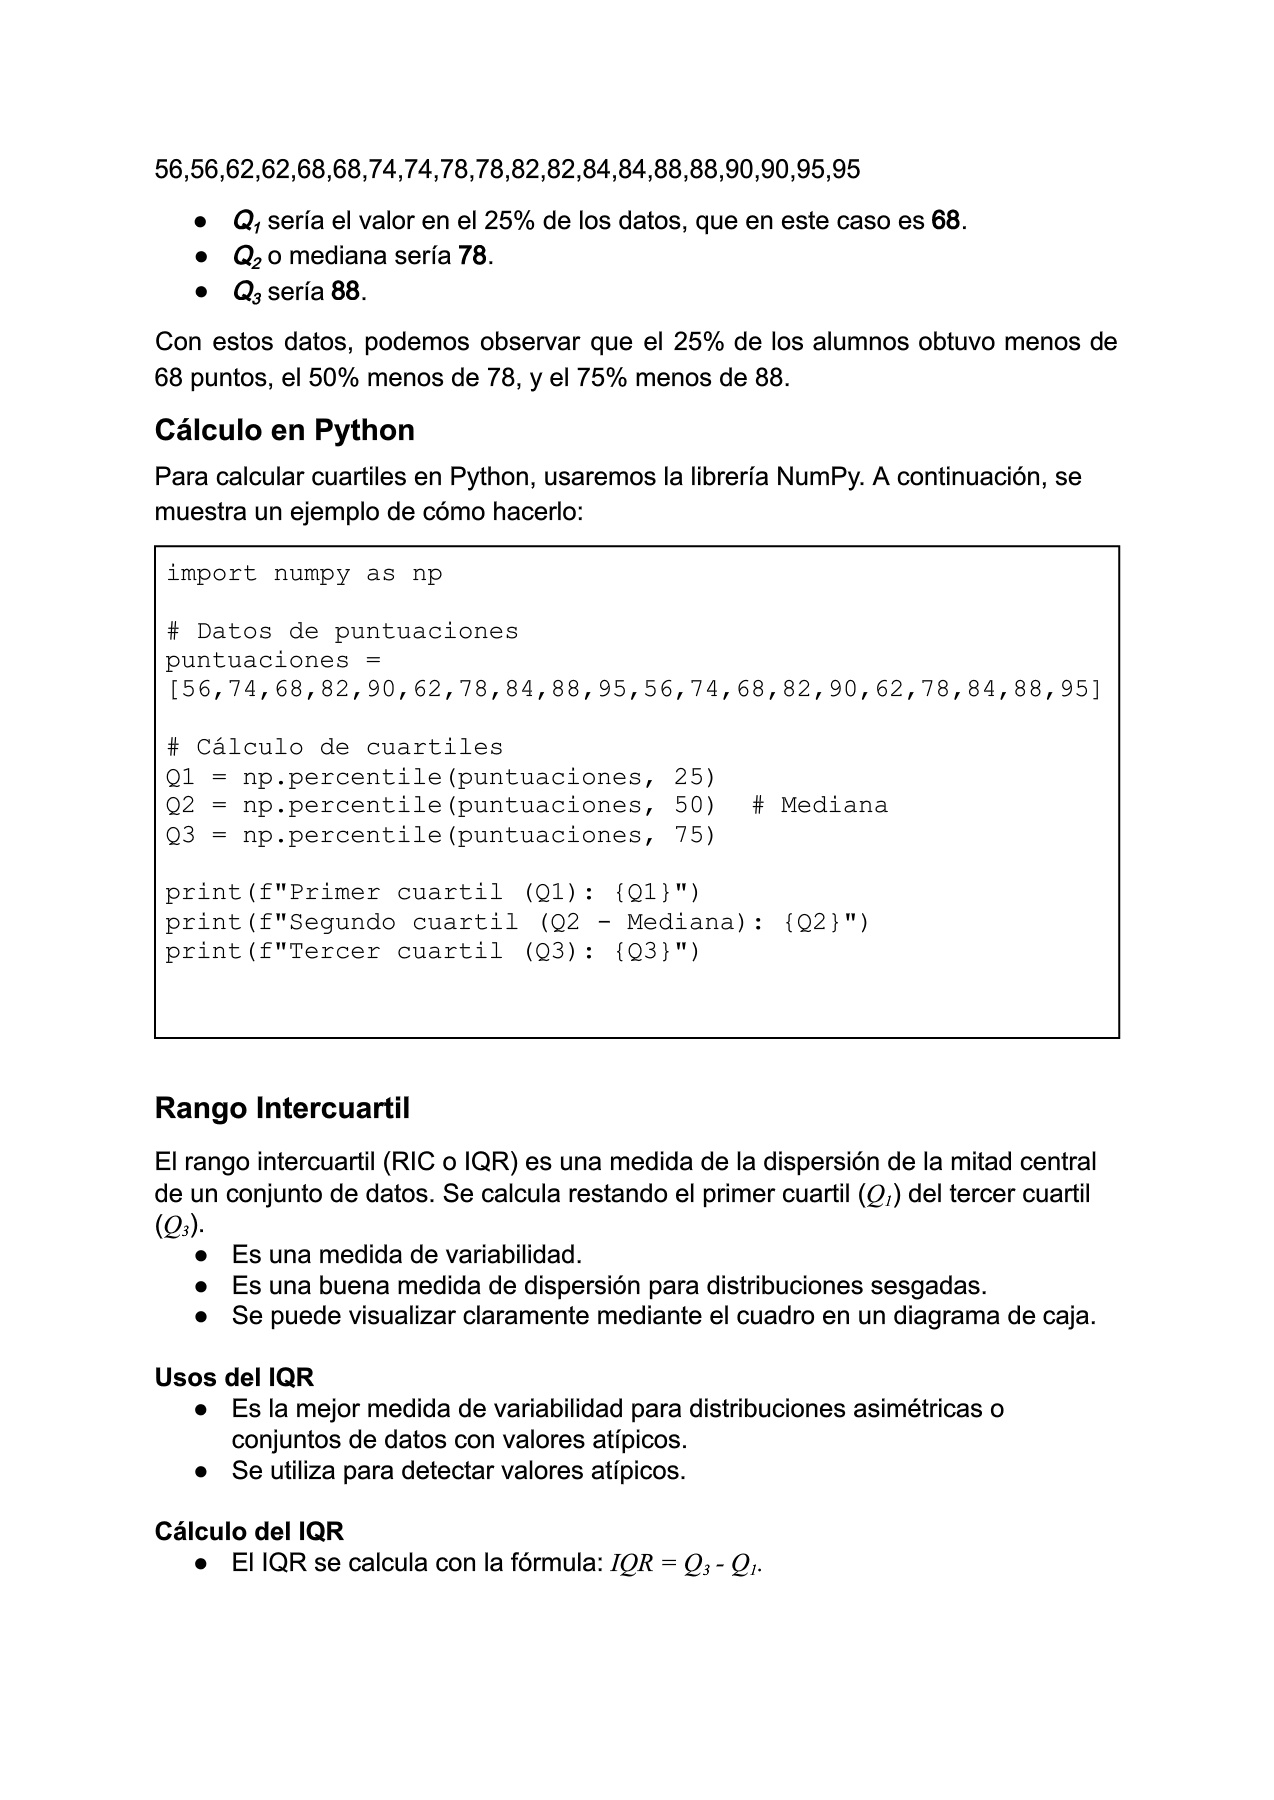 56,56,62,62,68,68,74,74,78,78,82,82,84,84,88,88,90,90,95,95
● Q1 sería el valor en el 25% de los datos, que en este caso es 68.
● Q2 o mediana sería 78.
● Q3 sería 88.
Con estos datos, podemos observar que el 25% de los alumnos obtuvo menos de
68 puntos, el 50% menos de 78, y el 75% menos de 88.
Cálculo en Python
Para calcular cuartiles en Python, usaremos la librería NumPy. A continuación, se
muestra un ejemplo de cómo hacerlo:
import numpy as np
# Datos de puntuaciones
puntuaciones =
[56,74,68,82,90,62,78,84,88,95,56,74,68,82,90,62,78,84,88,95]
# Cálculo de cuartiles
Q1 = np.percentile(puntuaciones, 25)
Q2 = np.percentile(puntuaciones, 50)  # Mediana
Q3 = np.percentile(puntuaciones, 75)
print(f"Primer cuartil (Q1): {Q1}")
print(f"Segundo cuartil (Q2 - Mediana): {Q2}")
print(f"Tercer cuartil (Q3): {Q3}")
Rango Intercuartil
El rango intercuartil (RIC o IQR) es una medida de la dispersión de la mitad central
de un conjunto de datos. Se calcula restando el primer cuartil (Q1) del tercer cuartil
(Q3).
● Es una medida de variabilidad.
● Es una buena medida de dispersión para distribuciones sesgadas.
● Se puede visualizar claramente mediante el cuadro en un diagrama de caja.
Usos del IQR
● Es la mejor medida de variabilidad para distribuciones asimétricas o
conjuntos de datos con valores atípicos.
● Se utiliza para detectar valores atípicos.
Cálculo del IQR
● El IQR se calcula con la fórmula: IQR = Q3 - Q1.